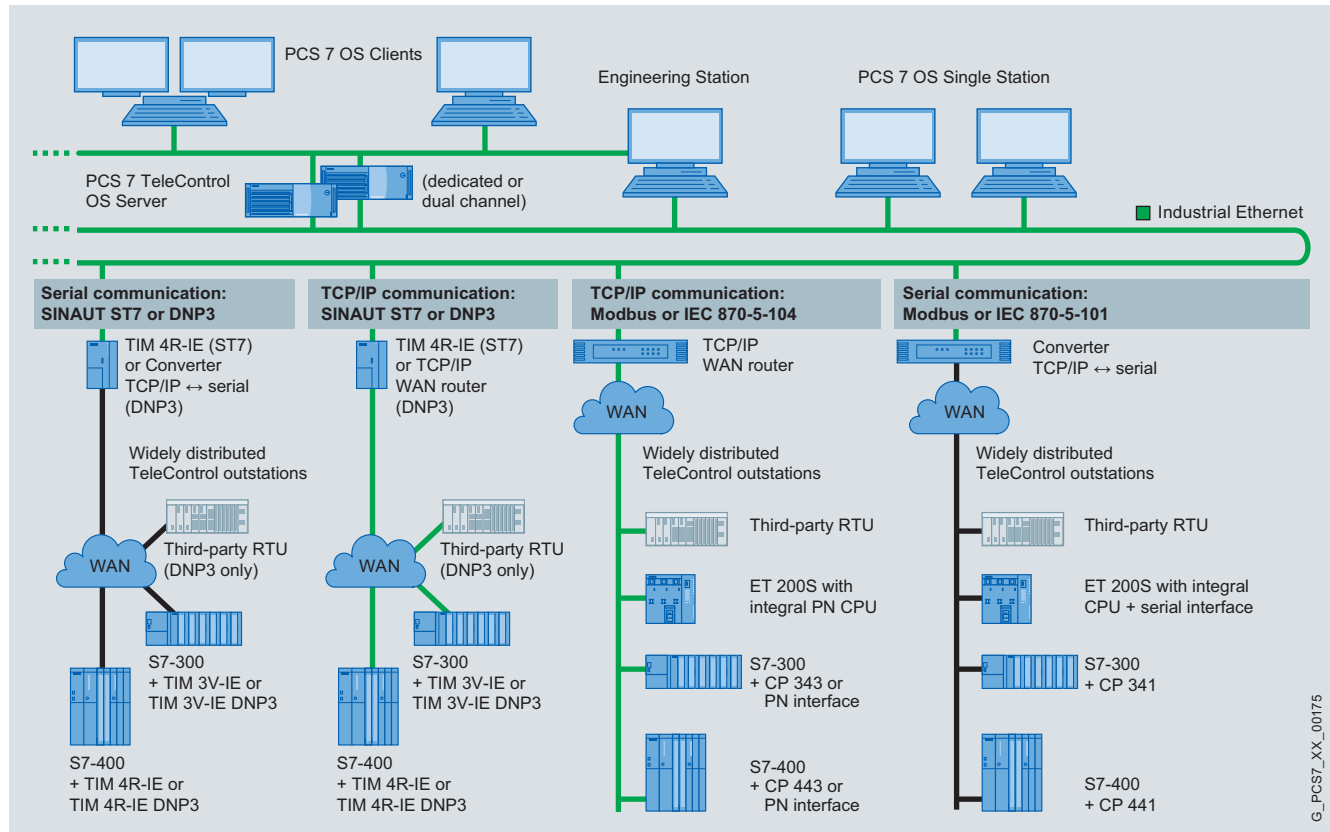 PCS 7 OS Clients
Engineering Station
PCS 7 OS Single Station
PCS 7 TeleControl
OS Server
(dedicated or
dual channel)
Industrial Ethernet
Serial communication:
SINAUT ST7 or DNP3
TIM 4R-IE (ST7)
or Converter
TCP/IP ↔ serial
(DNP3)
Widely distributed
TeleControl outstations
WAN
Third-party RTU
(DNP3 only)
S7-300
+ TIM 3V-IE or
TIM 3V-IE DNP3
S7-400
+ TIM 4R-IE or
TIM 4R-IE DNP3
TCP/IP communication:
SINAUT ST7 or DNP3
TIM 4R-IE (ST7)
or TCP/IP
WAN router
(DNP3)
Widely distributed
TeleControl outstations
WAN
Third-party RTU
(DNP3 only)
S7-300
+ TIM 3V-IE or
TIM 3V-IE DNP3
S7-400
+ TIM 4R-IE or
TIM 4R-IE DNP3
TCP/IP communication:
Modbus or IEC 870-5-104
TCP/IP
WAN router
WAN
Widely distributed
TeleControl outstations
Third-party RTU
ET 200S with
integral PN CPU
S7-300
+ CP 343 or
PN interface
S7-400
+ CP 443 or
PN interface
Serial communication:
Modbus or IEC 870-5-101
Converter
TCP/IP ↔ serial
WAN
Widely distributed
TeleControl outstations
Third-party RTU
ET 200S with integral
CPU + serial interface
S7-300
+ CP 341
S7-400
+ CP 441
G_PCS7_XX_00175